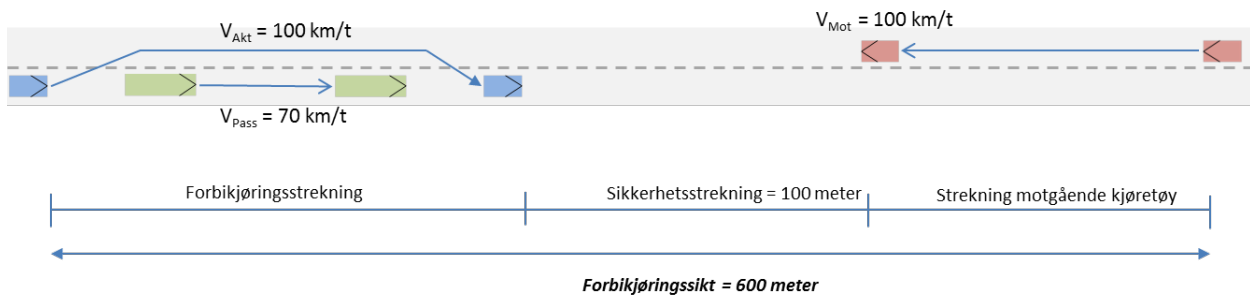 V_Akt = 100 km/t
V_Mot = 100 km/t
V_Pass = 70 km/t
Forbikjøringsstrekning
Sikkerhetsstrekning = 100 meter
Strekning motgående kjøretøy
Forbikjøringssikt = 600 meter